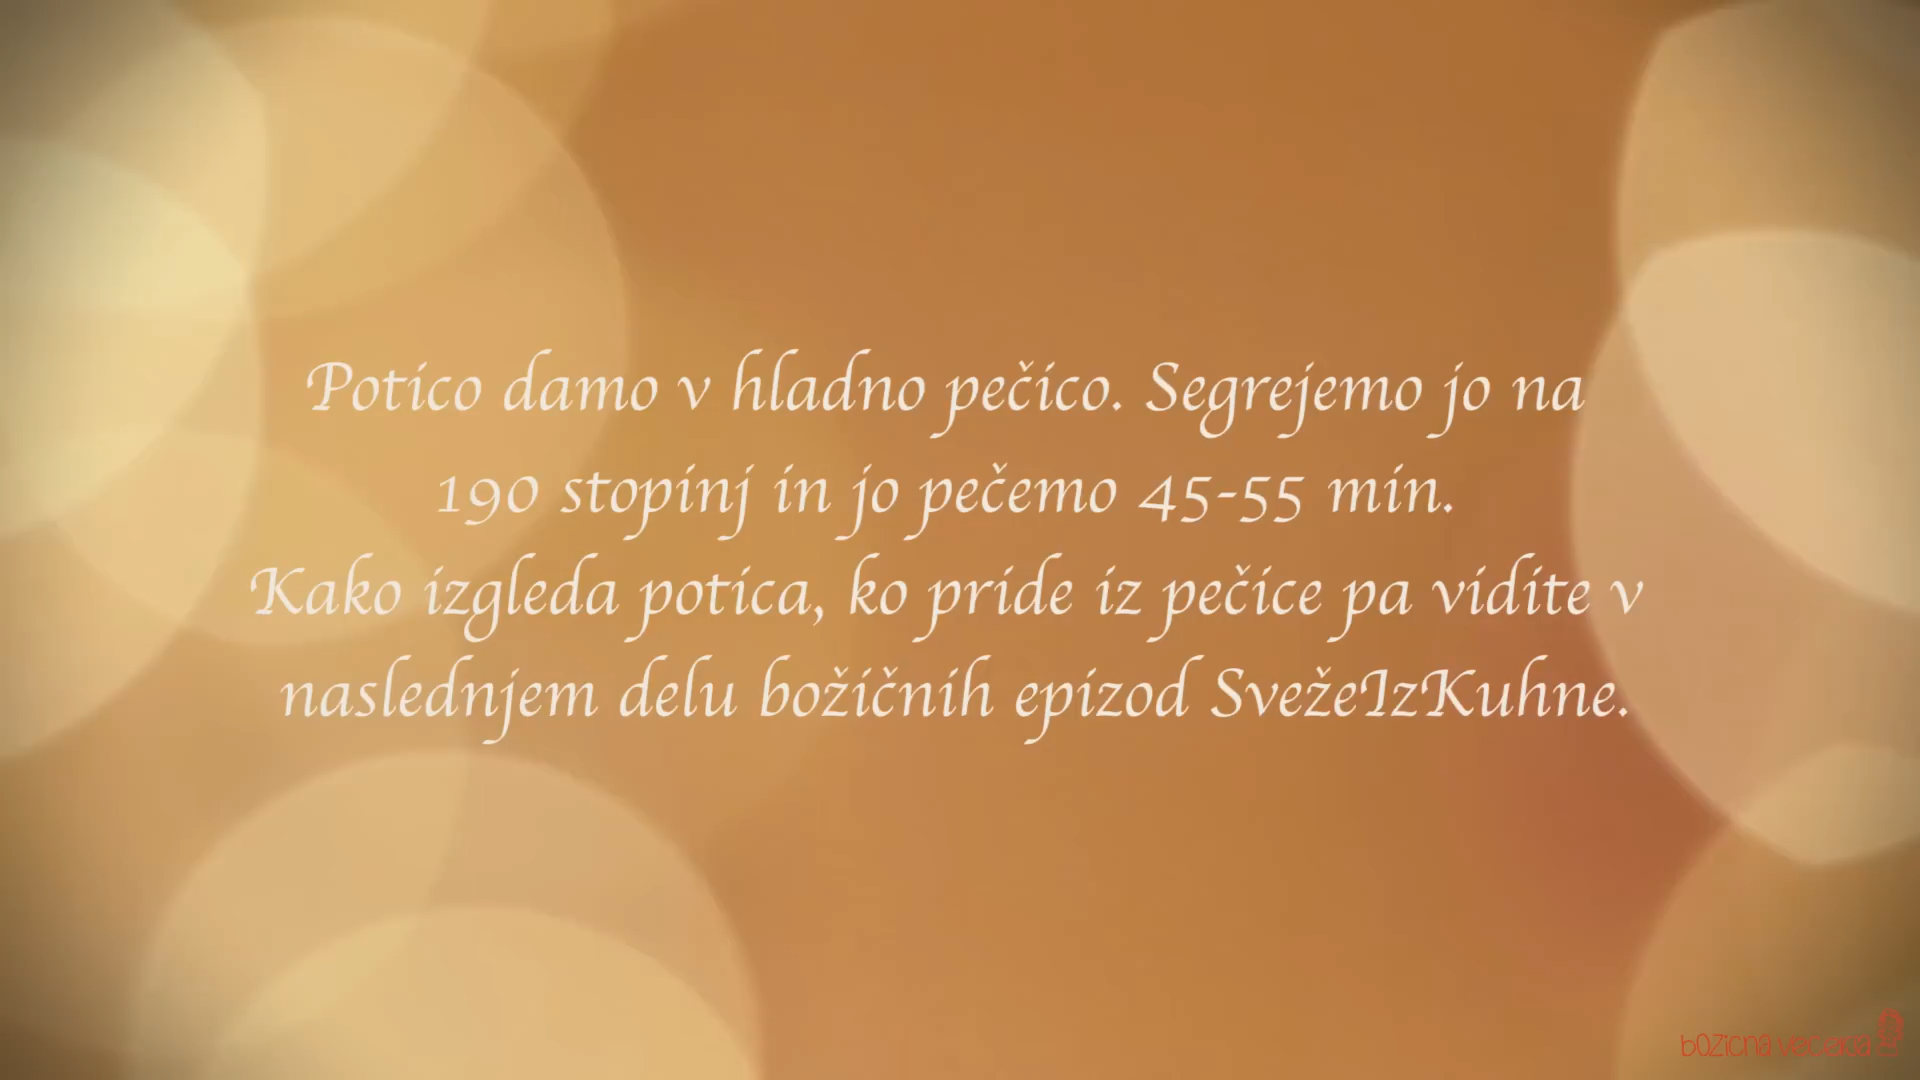 Potico damo v hladno pečico. Segrejemo jo na
190 stopinj in jo pečemo 45-55 min.
Kako izgleda potica, ko pride iz pečice pa vidite v
naslednjem delu božičnih epizod SvežeIzKuhne.
božična večerja